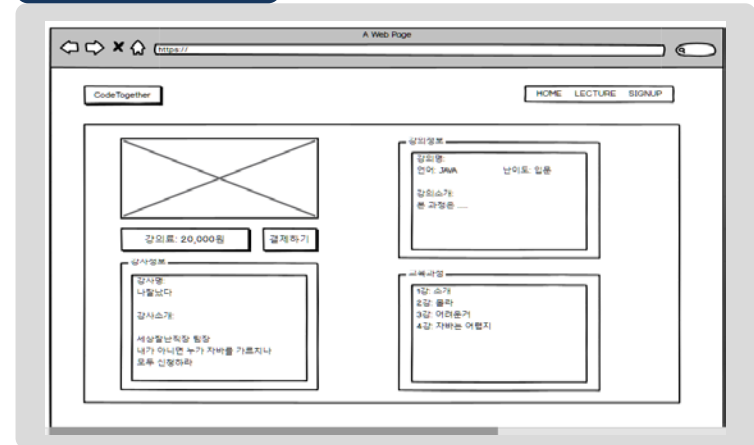 A Web Page
https://
CodeTogether
HOME LECTURE SIGNUP
강의료: 20,000원
결제하기
강사정보
강사명:
나잘났다
강사소개:
세상잘난직장 팀장
내가 아니면 누가 자바를 가르치나
모두 신청하라
강의정보
강의명:
언어: JAVA 난이도: 입문
강의소개:
본 과정은 ....
교육과정
1강: 소개
2강: 몰라
3강: 어려운거
4강: 자바는 어렵지